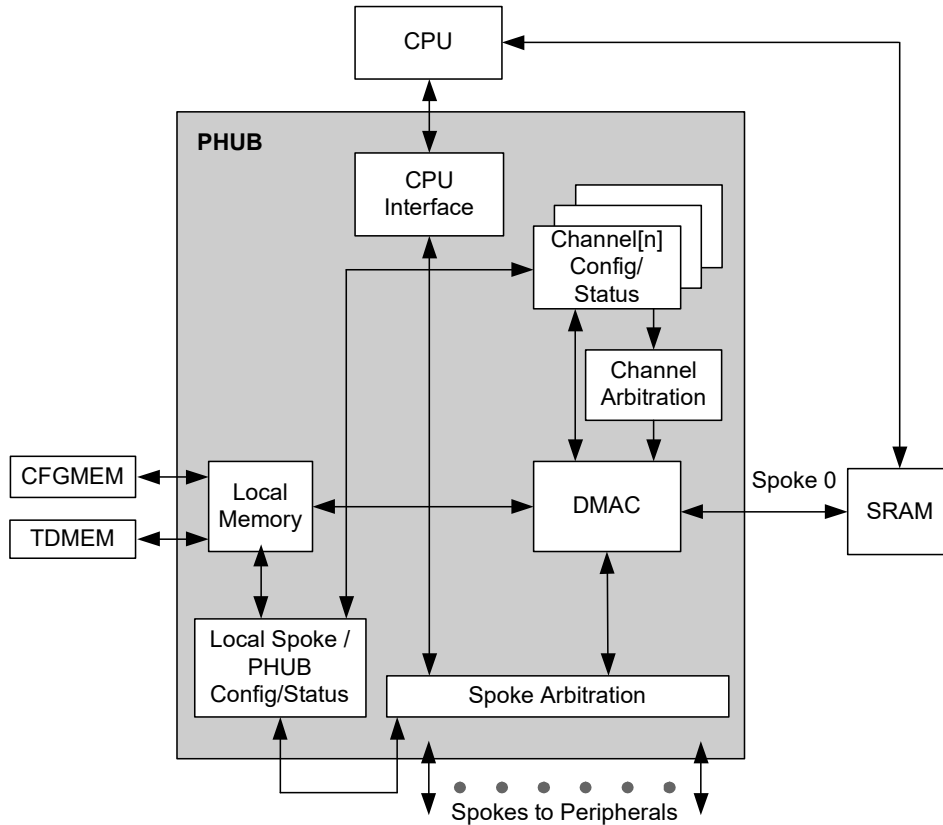 CPU
PHUB
CPU
Interface
Channel[n]
Config/
Status
Channel
Arbitration
CFGMEM
TDMEM
Local
Memory
DMAC
Spoke 0
SRAM
Local Spoke /
PHUB
Config/Status
Spoke Arbitration
Spokes to Peripherals